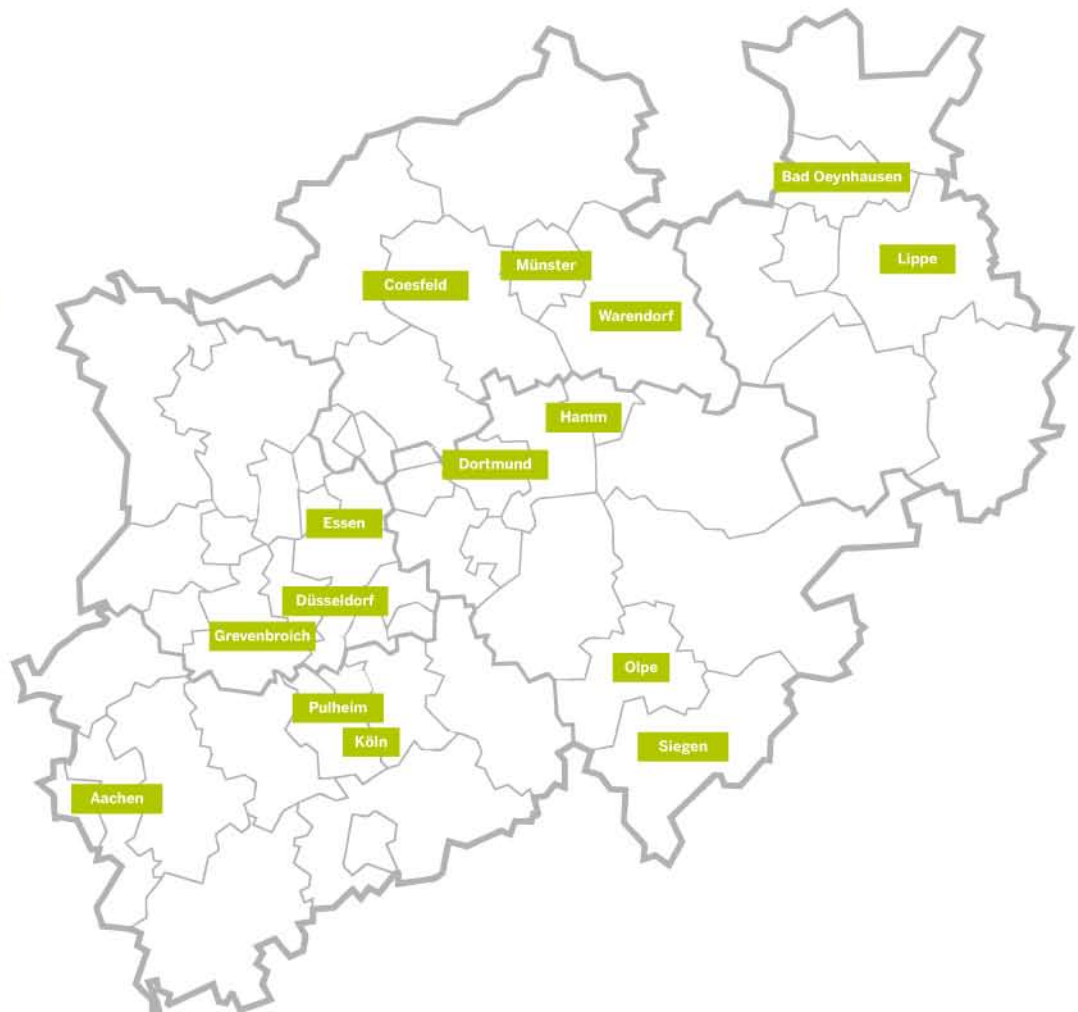 Bad Oeynhausen
Lippe
Münster
Coesfeld
Warendorf
Hamm
Dortmund
Essen
Düsseldorf
Grevenbroich
Olpe
Pulheim
Köln
Siegen
Aachen